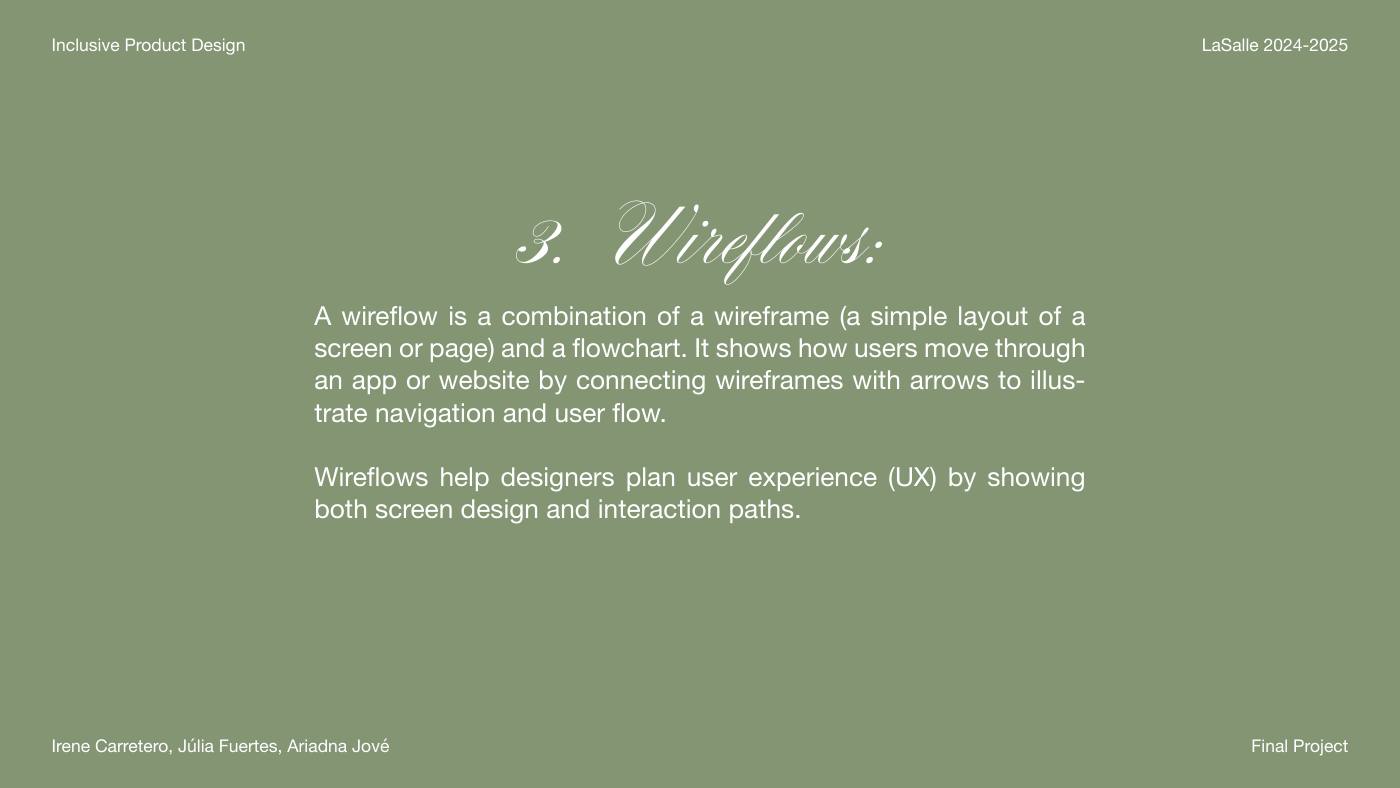 Inclusive Product Design
LaSalle 2024-2025
3. Wireflows:
A wireflow is a combination of a wireframe (a simple layout of a
screen or page) and a flowchart. It shows how users move through
an app or website by connecting wireframes with arrows to illus-
trate navigation and user flow.
Wireflows help designers plan user experience (UX) by showing
both screen design and interaction paths.
Irene Carretero, Júlia Fuertes, Ariadna Jové
Final Project